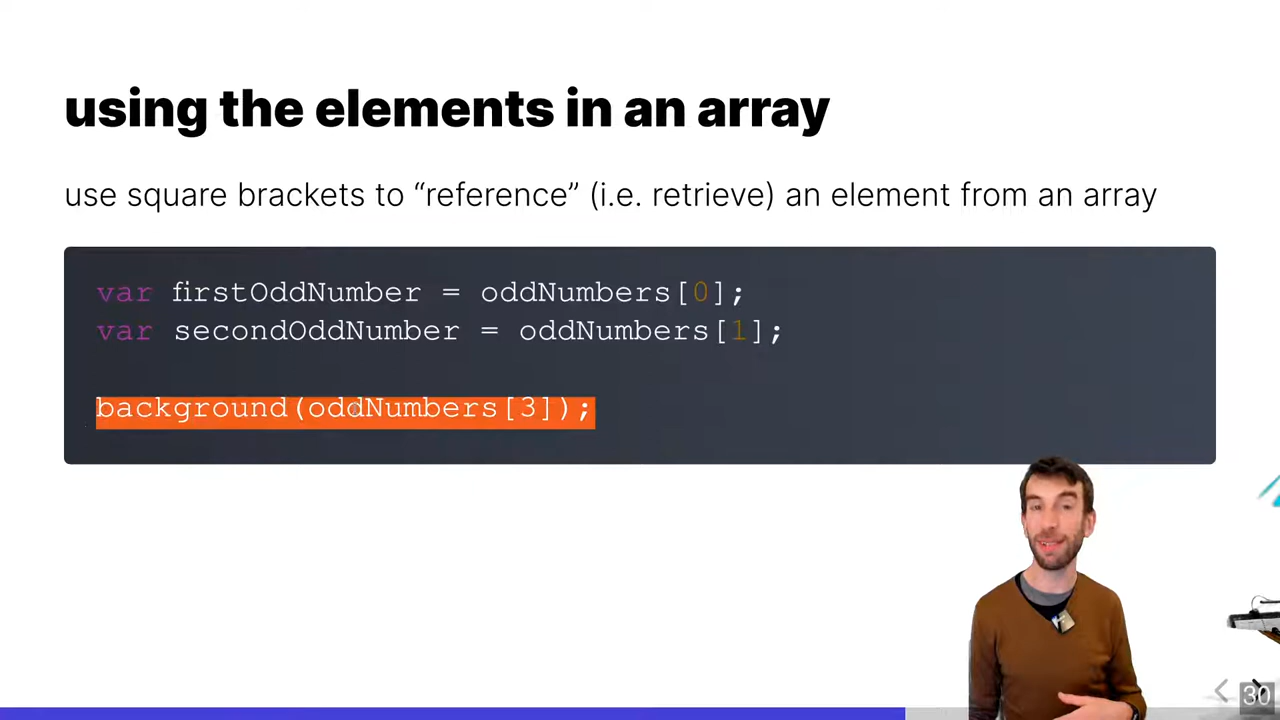 using the elements in an array
use square brackets to “reference” (i.e. retrieve) an element from an array
var firstOddNumber = oddNumbers[0];
var secondOddNumber = oddNumbers[1];
background(oddNumbers[3]);
30